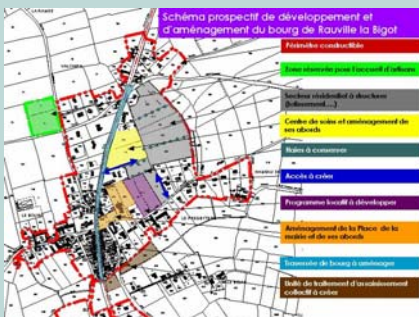 Schéma prospectif de développement et
d'aménagement du bourg de Rauville la Bigot
Périmètre constructible
Zone réservée pour l'accueil d'artisans
Secteur résidentiel à structurer
(lotissement.....)
Centre de soins et aménagement de
ses abords
Haies à conserver
Accès à créer
Programme locatif à développer
Aménagement de la Place de la
mairie et de ses abords
Traversée de bourg à aménager
Unité de traitement d'assainissement
collectif à créer